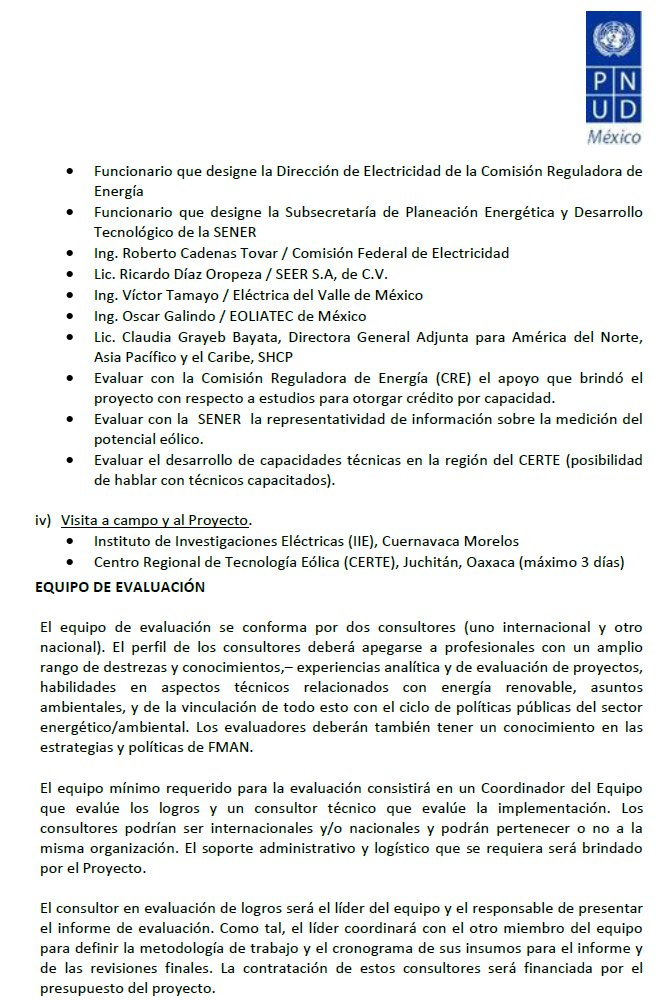 P N
U D
México
• Funcionario que designe la Dirección de Electricidad de la Comisión Reguladora de
Energía
• Funcionario que designe la Subsecretaría de Planeación Energética y Desarrollo
Tecnológico de la SENER
• Ing. Roberto Cadenas Tovar / Comisión Federal de Electricidad
• Lic. Ricardo Díaz Oropeza / SEER S.A, de C.V.
• Ing. Víctor Tamayo / Eléctrica del Valle de México
• Ing. Oscar Galindo / EOLIATEC de México
• Lic. Claudia Grayeb Bayata, Directora General Adjunta para América del Norte,
Asia Pacífico y el Caribe, SHCP
• Evaluar con la Comisión Reguladora de Energía (CRE) el apoyo que brindó el
proyecto con respecto a estudios para otorgar crédito por capacidad.
• Evaluar con la SENER la representatividad de información sobre la medición del
potencial eólico.
• Evaluar el desarrollo de capacidades técnicas en la región del CERTE (posibilidad
de hablar con técnicos capacitados).
iv) Visita a campo y al Proyecto.
• Instituto de Investigaciones Eléctricas (IIE), Cuernavaca Morelos
• Centro Regional de Tecnología Eólica (CERTE), Juchitán, Oaxaca (máximo 3 días)
EQUIPO DE EVALUACIÓN
El equipo de evaluación se conforma por dos consultores (uno internacional y otro
nacional). El perfil de los consultores deberá apegarse a profesionales con un amplio
rango de destrezas y conocimientos,– experiencias analítica y de evaluación de proyectos,
habilidades en aspectos técnicos relacionados con energía renovable, asuntos
ambientales, y de la vinculación de todo esto con el ciclo de políticas públicas del sector
energético/ambiental. Los evaluadores deberán también tener un conocimiento en las
estrategias y políticas de FMAN.
El equipo mínimo requerido para la evaluación consistirá en un Coordinador del Equipo
que evalúe los logros y un consultor técnico que evalúe la implementación. Los
consultores podrían ser internacionales y/o nacionales y podrán pertenecer o no a la
misma organización. El soporte administrativo y logístico que se requiera será brindado
por el Proyecto.
El consultor en evaluación de logros será el líder del equipo y el responsable de presentar
el informe de evaluación. Como tal, el líder coordinará con el otro miembro del equipo
para definir la metodología de trabajo y el cronograma de sus insumos para el informe y
de las revisiones finales. La contratación de estos consultores será financiada por el
presupuesto del proyecto.